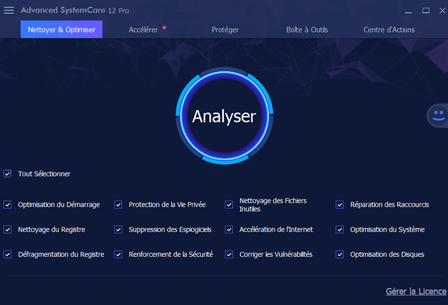 Advanced SystemCare 12 Pro
Nettoyer & Optimiser
Accélérer
Protéger
Boîte à Outils
Centre d'Actions
Analyser
Tout Sélectionner
Optimisation du Démarrage
Protection de la Vie Privée
Nettoyage des Fichiers
Inutiles
Réparation des Raccourcis
Nettoyage du Registre
Suppression des Espiogiciels
Accélération de l'Internet
Optimisation du Système
Défragmentation du Registre
Renforcement de la Sécurité
Corriger les Vulnérabilités
Optimisation des Disques
Gérer la Licence